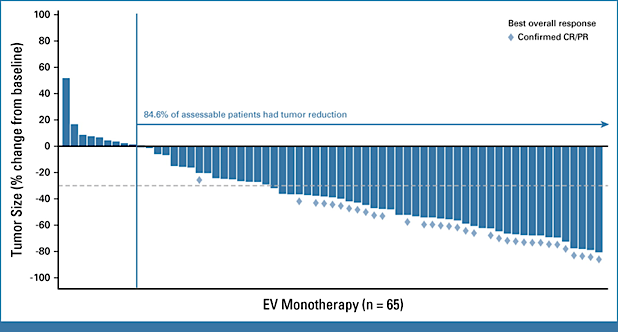 100
80
60
40
20
0
-20
-40
-60
-80
-100
Tumor Size (% change from baseline)
Best overall response
Confirmed CR/PR
84.6% of assessable patients had tumor reduction
EV Monotherapy (n = 65)